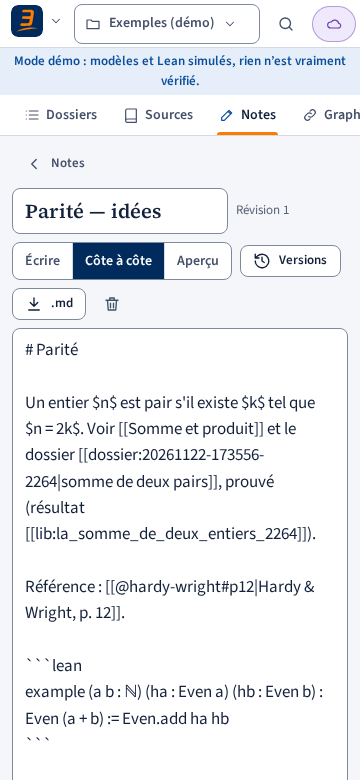 Exemples (démo)
Mode démo : modèles et Lean simulés, rien n'est vraiment
vérifié.
Dossiers
Sources
Notes
Graph
Notes
Parité — idées
Révision 1
Écrire
Côte à côte
Aperçu
Versions
.md
# Parité
Un entier $n$ est pair s'il existe $k$ tel que
$n = 2k$. Voir [[Somme et produit]] et le
dossier [[dossier:20261122-173556-
2264|somme de deux pairs]], prouvé
(résultat
[[lib:la_somme_de_deux_entiers_2264]]).
Référence : [[@hardy-wright#p12|Hardy &
Wright, p. 12]].
```lean
example (a b : ℕ) (ha : Even a) (hb : Even b) :
Even (a + b) := Even.add ha hb
```